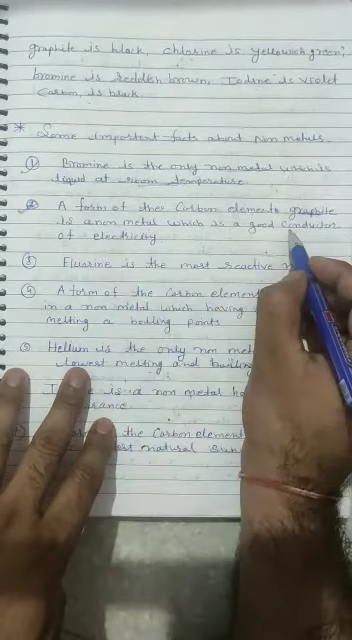 graphite is black, chlorine is yellowish green,
bromine is reddish brown, Iodine is violet
Carbon, is black
* Some important facts about Non metals.
① Bromine is the only non metal which is
liquid at room temperature
② A form of the Carbon element graphite
is a non metal which is a good conductor
of electricity
③ Fluorine is the most reactive
④ A form of the Carbon element
in a non metal which having
melting & boiling points
⑤ Helium is the only non met
lowest melting and boiling
is a non metal ha
the Carbon element
natural